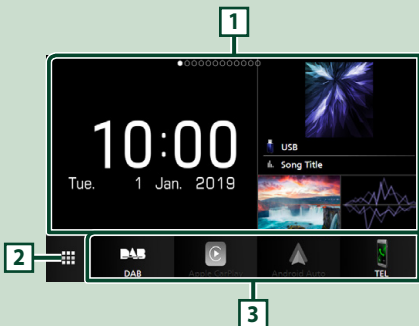 1
10:00
Tue. 1 Jan. 2019
USB
Song Title
2
DAB
DAB
Apple CarPlay
Android Auto
TEL
3